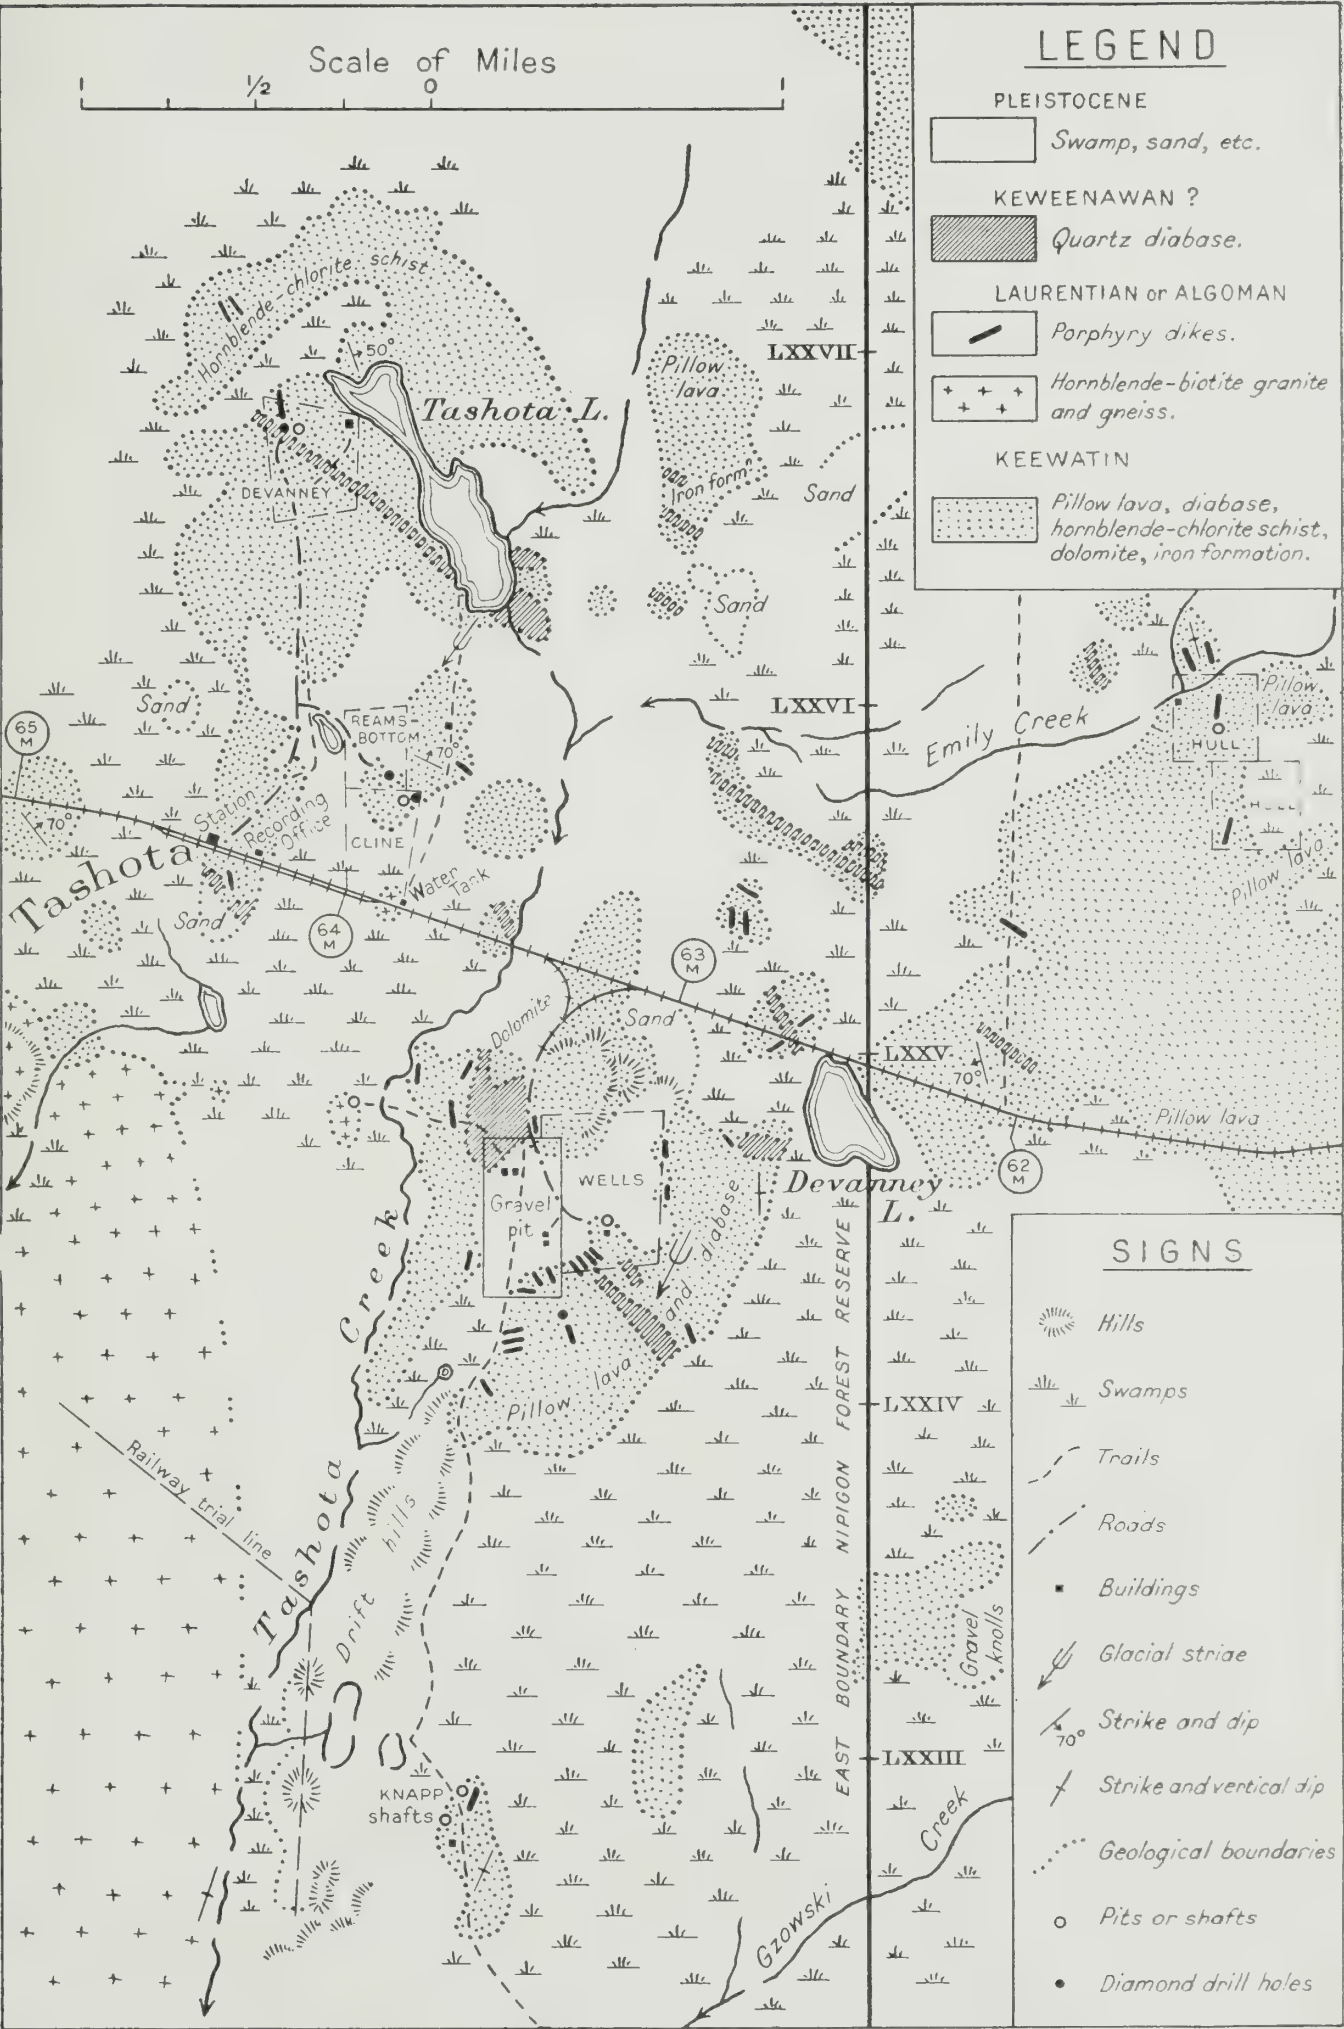 Scale of Miles
1/2 0
LEGEND
PLEISTOCENE
Swamp, sand, etc.
KEWEENAWAN ?
Quartz diabase.
LAURENTIAN or ALGOMAN
Porphyry dikes.
Hornblende-biotite granite
and gneiss.
KEEWATIN
Pillow lava, diabase,
hornblende-chlorite schist,
dolomite, iron formation.
Hornblende-chlorite schist
50°
Tashota L.
DEVANNEY
Pillow
lava
LXXVII
Iron form'n
Sand
Sand
Sand
65
M
70°
REAMS-
BOTTOM
70°
LXXVI
Emily Creek
Pillow
lava
HULL
HULL
Pillow lava
Station
Recording
Office
CLINE
Tashota
Water
Tank
Sand
64
M
63
M
Dolomite
Sand
LXXV
70°
Pillow lava
62
M
Devanney
L.
WELLS
Gravel
pit
Pillow lava and diabase
Tashota Creek
LXXIV
Railway trial line
Drift hills
EAST BOUNDARY NIPIGON FOREST RESERVE
Gravel
knolls
LXXIII
KNAPP
shafts
Gzowski Creek
SIGNS
Hills
Swamps
Trails
Roads
Buildings
Glacial striae
70°
Strike and dip
Strike and vertical dip
Geological boundaries
Pits or shafts
Diamond drill holes